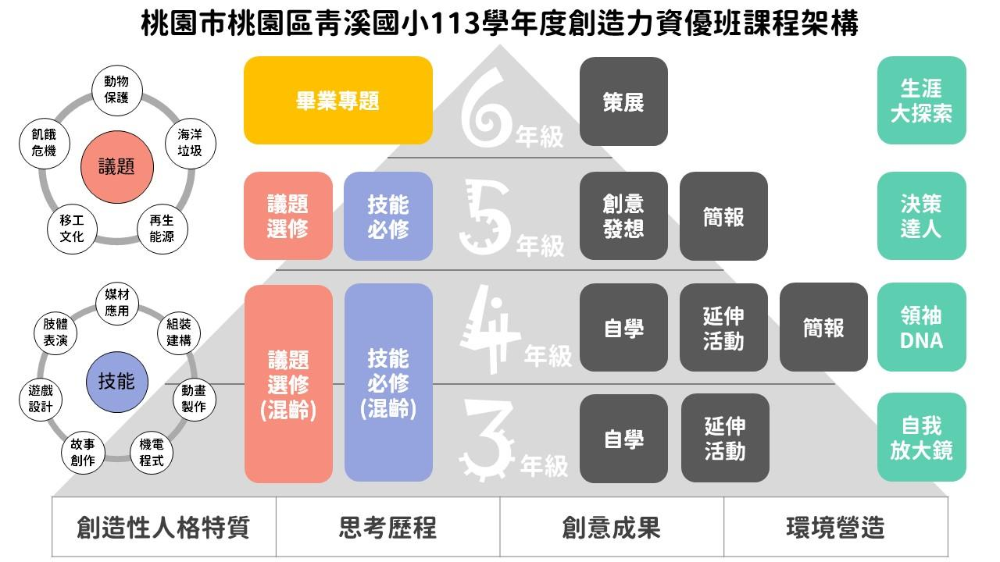 桃園市桃園區青溪國小113學年度創造力資優班課程架構
動物
保護
飢餓
危機
海洋
垃圾
議題
移工
文化
再生
能源
畢業專題
6年級
策展
生涯
大探索
議題
選修
技能
必修
5年級
創意
發想
簡報
決策
達人
媒材
應用
肢體
表演
組裝
建構
技能
遊戲
設計
動畫
製作
故事
創作
機電
程式
議題
選修
(混齡)
技能
必修
(混齡)
4年級
自學
延伸
活動
簡報
領袖
DNA
3年級
自學
延伸
活動
自我
放大鏡
創造性人格特質
思考歷程
創意成果
環境營造